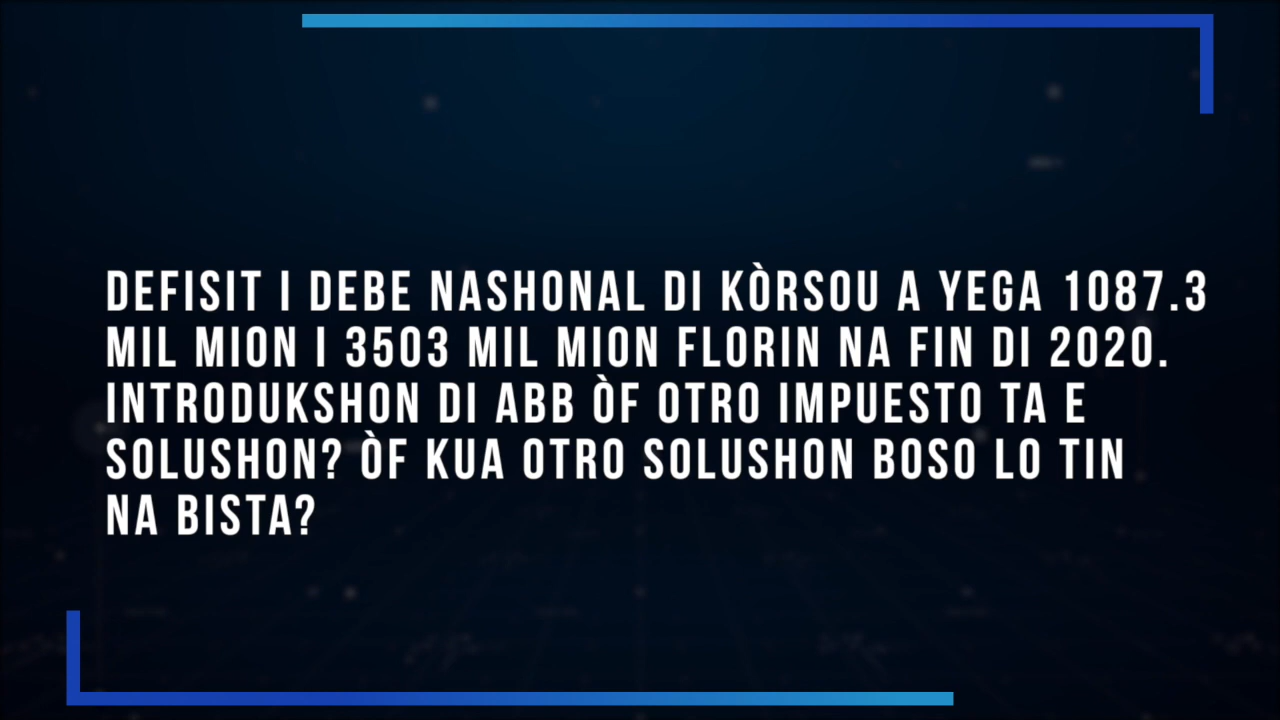 DEFISIT I DEBE NASHONAL DI KÒRSOU A YEGA 1087.3
MIL MION I 3503 MIL MION FLORIN NA FIN DI 2020.
INTRODUKSHON DI ABB ÒF OTRO IMPUESTO TA E
SOLUSHON? ÒF KUA OTRO SOLUSHON BOSO LO TIN
NA BISTA?